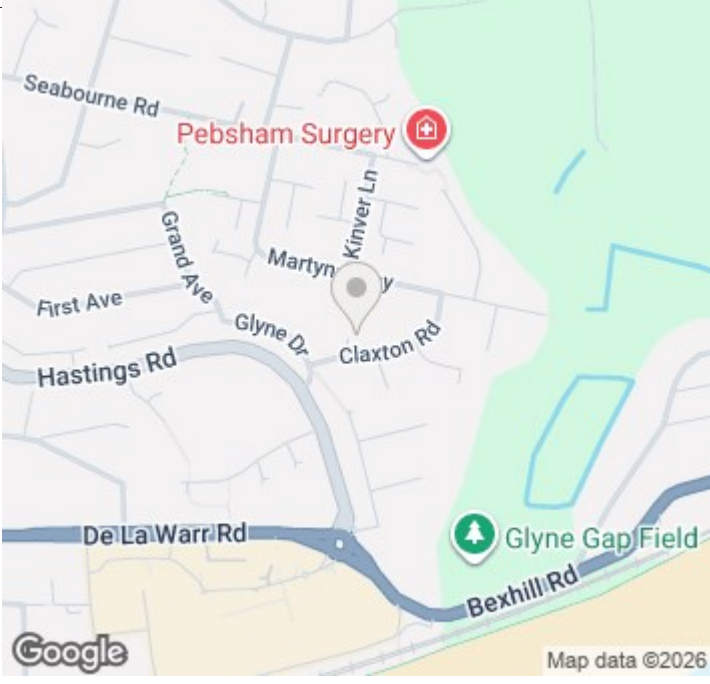 Seabourne Rd
Pebsham Surgery
Kinver Ln
Grand Ave
Martyn
y
First Ave
Glyne Dr
Claxton Rd
Hastings Rd
De La Warr Rd
Glyne Gap Field
Bexhill Rd
Google
Map data ©2026